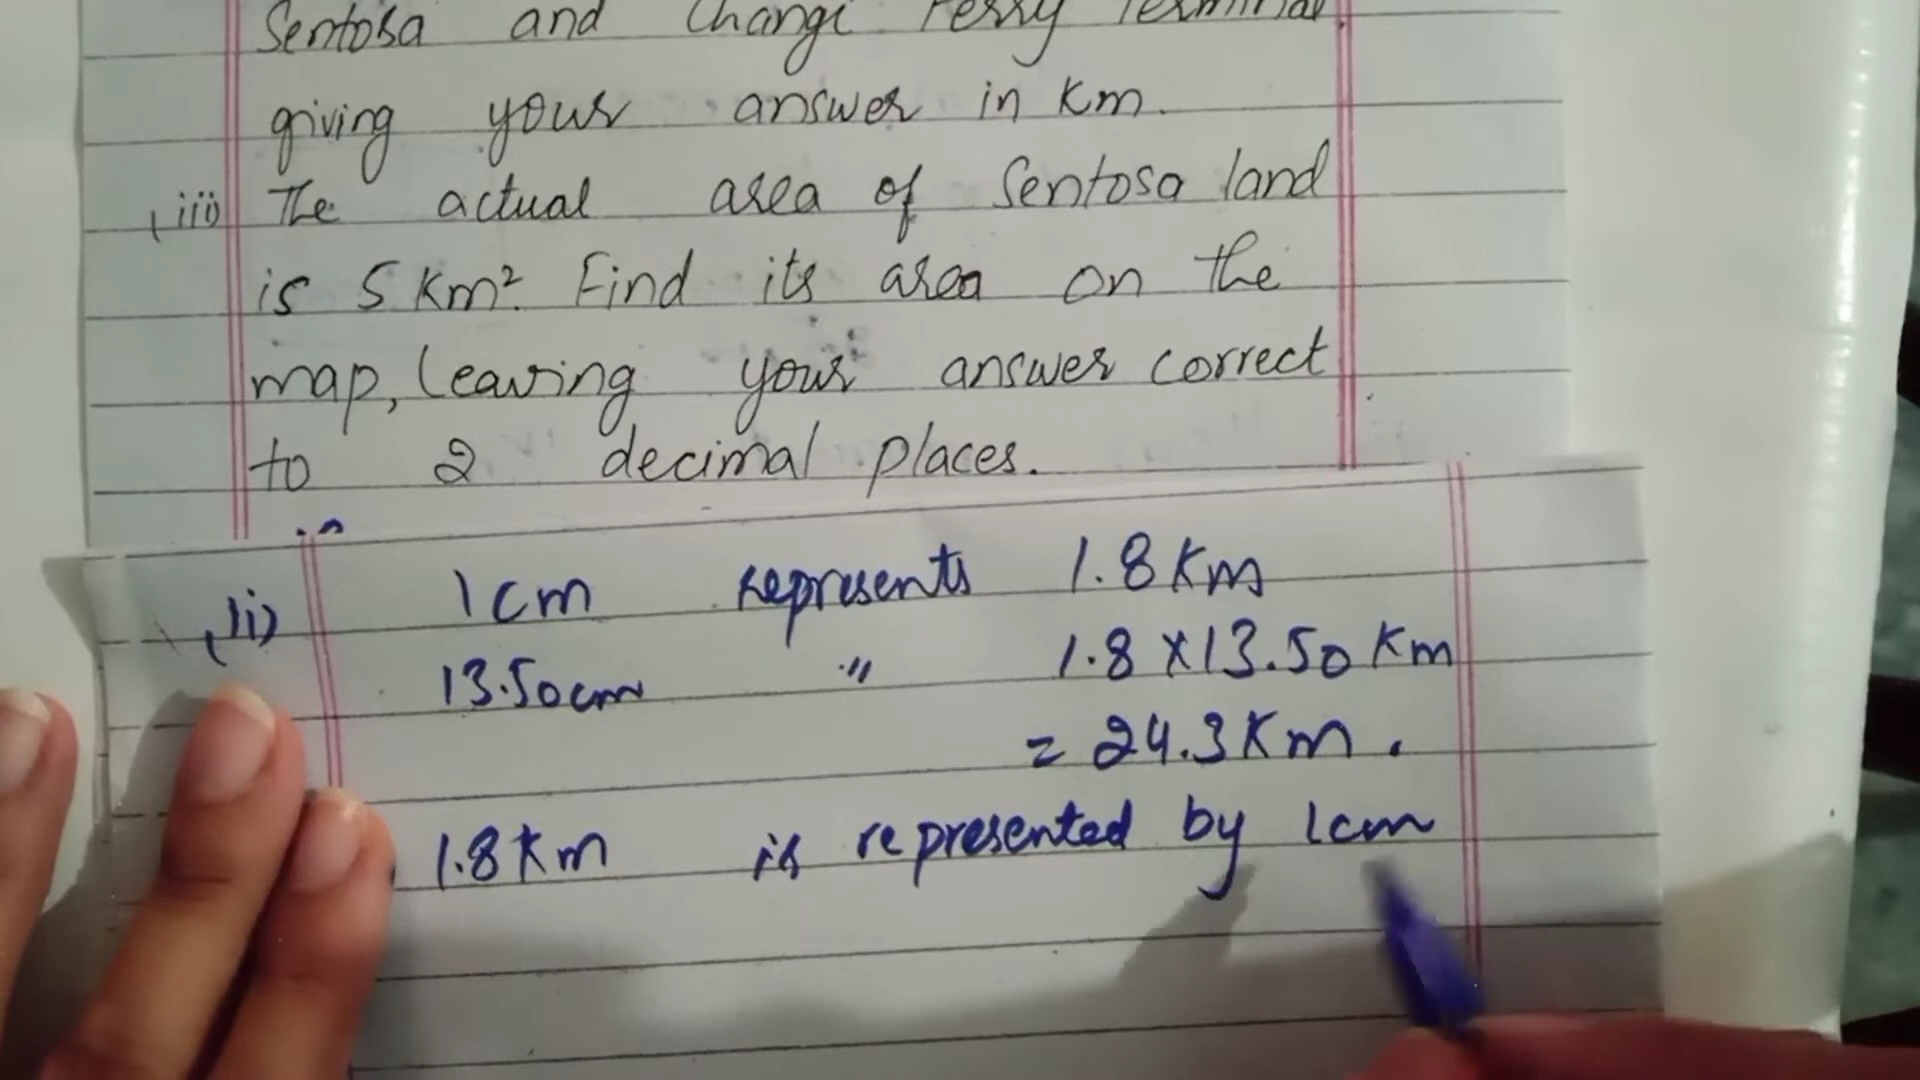 Sentosa and Changi Ferry Terminal,
giving your answer in Km.
(iii) The actual area of Sentosa land
is 5 Km². Find its area on the
map, leaving your answer correct
to 2 decimal places.
(ii) 1 cm represents 1.8 Km
13.50cm " 1.8 × 13.50 Km
= 24.3 Km.
1.8 Km is represented by 1cm